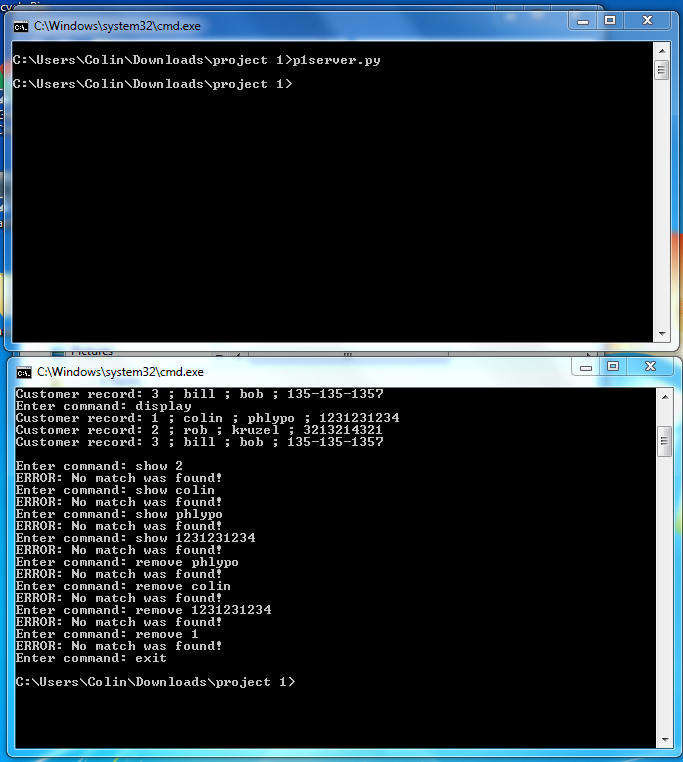 C:\Windows\system32\cmd.exe
C:\Users\Colin\Downloads\project 1>p1server.py
C:\Users\Colin\Downloads\project 1>
Pictures
C:\Windows\system32\cmd.exe
Customer record: 3 ; bill ; bob ; 135-135-1357
Enter command: display
Customer record: 1 ; colin ; phlypo ; 1231231234
Customer record: 2 ; rob ; kruzel ; 3213214321
Customer record: 3 ; bill ; bob ; 135-135-1357
Enter command: show 2
ERROR: No match was found!
Enter command: show colin
ERROR: No match was found!
Enter command: show phlypo
ERROR: No match was found!
Enter command: show 1231231234
ERROR: No match was found!
Enter command: remove phlypo
ERROR: No match was found!
Enter command: remove colin
ERROR: No match was found!
Enter command: remove 1231231234
ERROR: No match was found!
Enter command: remove 1
ERROR: No match was found!
Enter command: exit
C:\Users\Colin\Downloads\project 1>